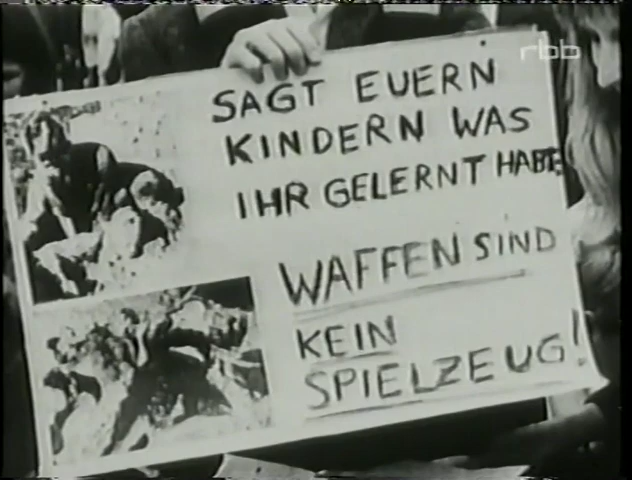 rbb
SAGT EUERN
KINDERN WAS
IHR GELERNT HABT:
WAFFEN SIND
KEIN
SPIELZEUG!